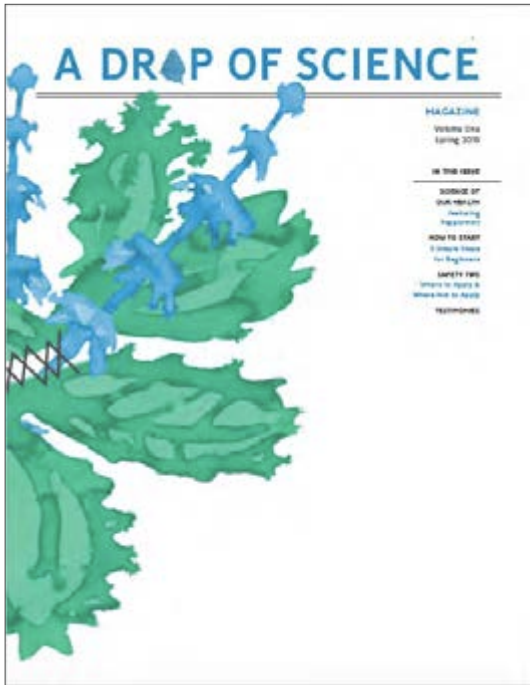 A DROP OF SCIENCE
MAGAZINE
Volume One
Spring 2019
IN THIS ISSUE
SCIENCE OF
OUR HEALTH
Featuring
Peppermint
HOW TO START
3 Simple Steps
for Beginners
SAFETY TIPS
Where to Apply &
Where Not to Apply
TESTIMONIES